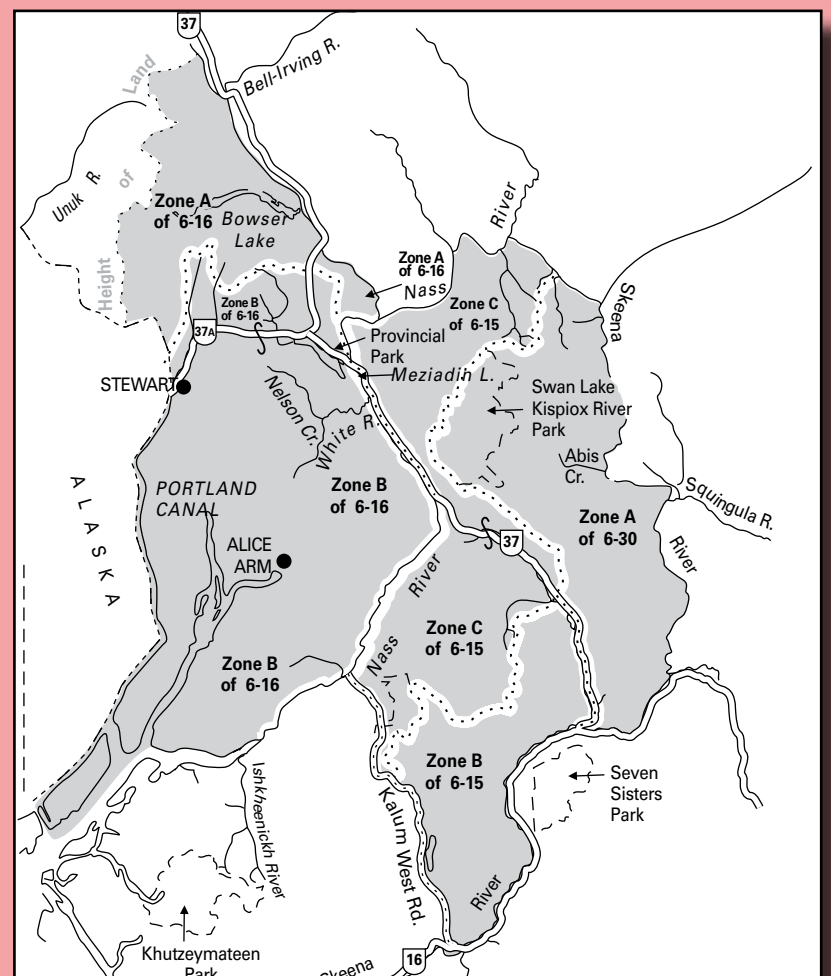 37
Bell-Irving R.
Land
of
Height
Unuk R.
River
Zone A
of 6-16
Bowser
Lake
Zone A
of 6-16
Nass
Zone B
of 6-16
Zone C
of 6-15
Skeena
37A
Provincial
Park
Meziadin L.
STEWART
Swan Lake
Kispiox River
Park
Nelson Cr.
White R.
Abis
Cr.
Squingula R.
ALASKA
PORTLAND
CANAL
Zone B
of 6-16
Zone A
of 6-30
37
River
ALICE
ARM
River
Nass
Zone C
of 6-15
Zone B
of 6-16
Zone B
of 6-15
Seven
Sisters
Park
Ishkheenickh River
Kalum West Rd.
River
Khutzeymateen
Park
16
Skeena